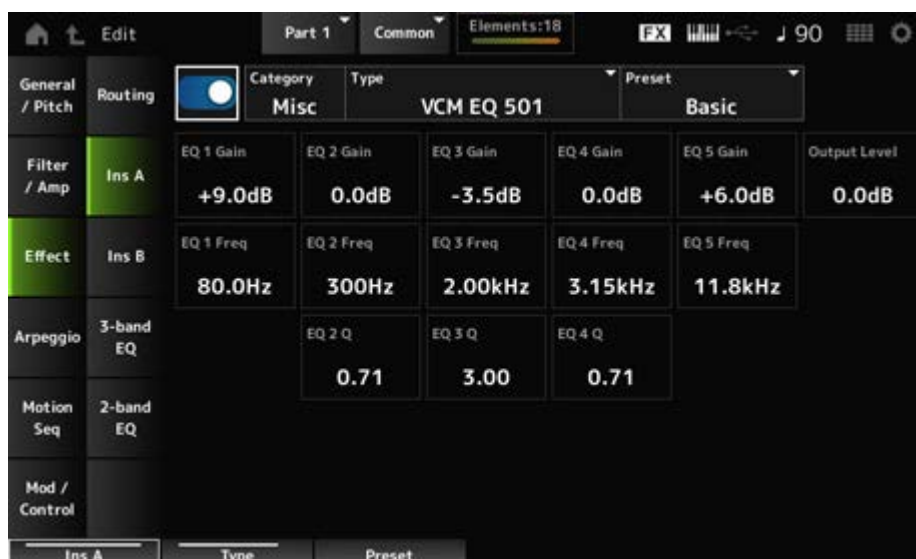 Edit
Part 1
Common
Elements:18
FX
90
General / Pitch
Routing
Category
Misc
Type
VCM EQ 501
Preset
Basic
Filter / Amp
Ins A
EQ 1 Gain
+9.0dB
EQ 2 Gain
0.0dB
EQ 3 Gain
-3.5dB
EQ 4 Gain
0.0dB
EQ 5 Gain
+6.0dB
Output Level
0.0dB
Effect
Ins B
EQ 1 Freq
80.0Hz
EQ 2 Freq
300Hz
EQ 3 Freq
2.00kHz
EQ 4 Freq
3.15kHz
EQ 5 Freq
11.8kHz
Arpeggio
3-band
EQ
EQ 2 Q
0.71
EQ 3 Q
3.00
EQ 4 Q
0.71
Motion
Seq
2-band
EQ
Mod /
Control
Ins A
Type
Preset